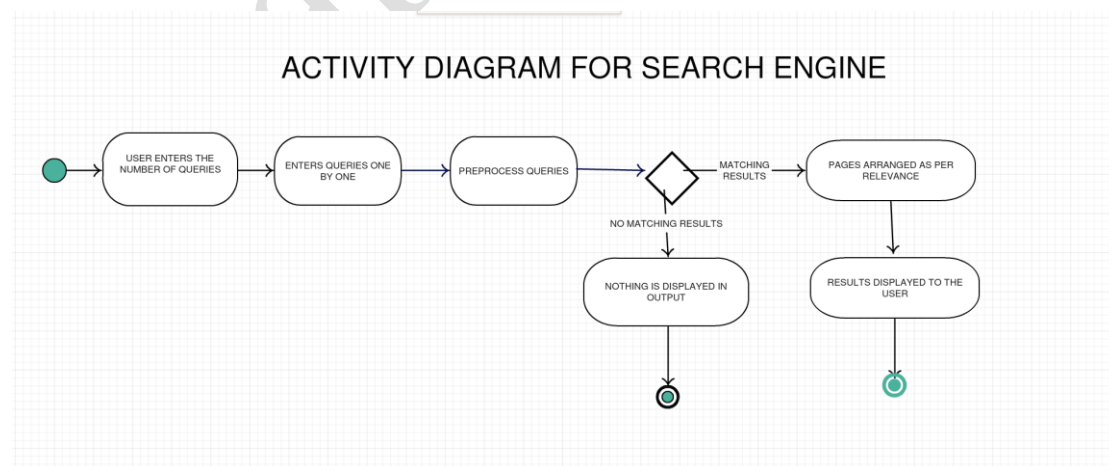 ACTIVITY DIAGRAM FOR SEARCH ENGINE
USER ENTERS THE
NUMBER OF QUERIES
ENTERS QUERIES ONE
BY ONE
PREPROCESS QUERIES
MATCHING
RESULTS
PAGES ARRANGED AS PER
RELEVANCE
NO MATCHING RESULTS
NOTHING IS DISPLAYED IN
OUTPUT
RESULTS DISPLAYED TO THE
USER